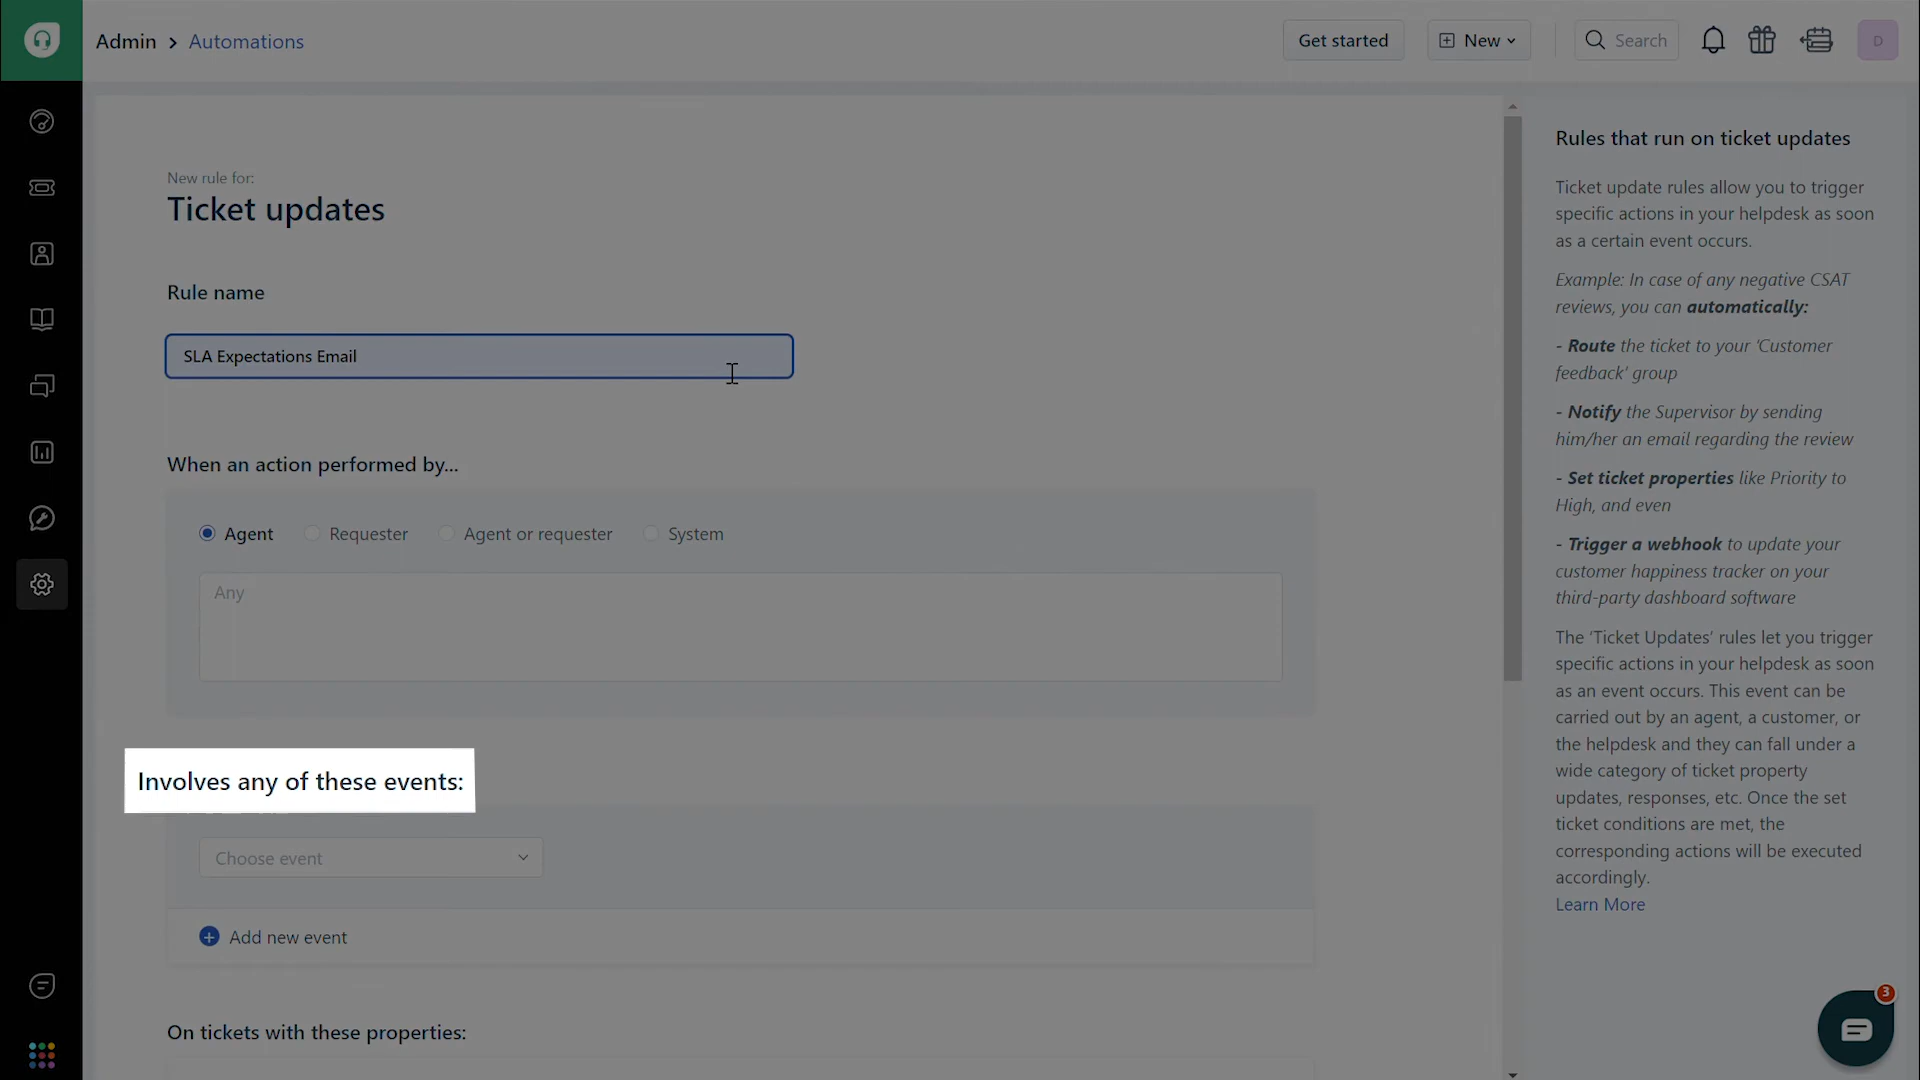 Admin > Automations
Get started
New
Search
D
New rule for:
Ticket updates
Rule name
SLA Expectations Email
When an action performed by...
Agent
Requester
Agent or requester
System
Any
Involves any of these events:
Choose event
Add new event
On tickets with these properties:
Rules that run on ticket updates
Ticket update rules allow you to trigger
specific actions in your helpdesk as soon
as a certain event occurs.
Example: In case of any negative CSAT
reviews, you can automatically:
- Route the ticket to your 'Customer
feedback' group
- Notify the Supervisor by sending
him/her an email regarding the review
- Set ticket properties like Priority to
High, and even
- Trigger a webhook to update your
customer happiness tracker on your
third-party dashboard software
The 'Ticket Updates' rules let you trigger
specific actions in your helpdesk as soon
as an event occurs. This event can be
carried out by an agent, a customer, or
the helpdesk and they can fall under a
wide category of ticket property
updates, responses, etc. Once the set
ticket conditions are met, the
corresponding actions will be executed
accordingly.
Learn More
3